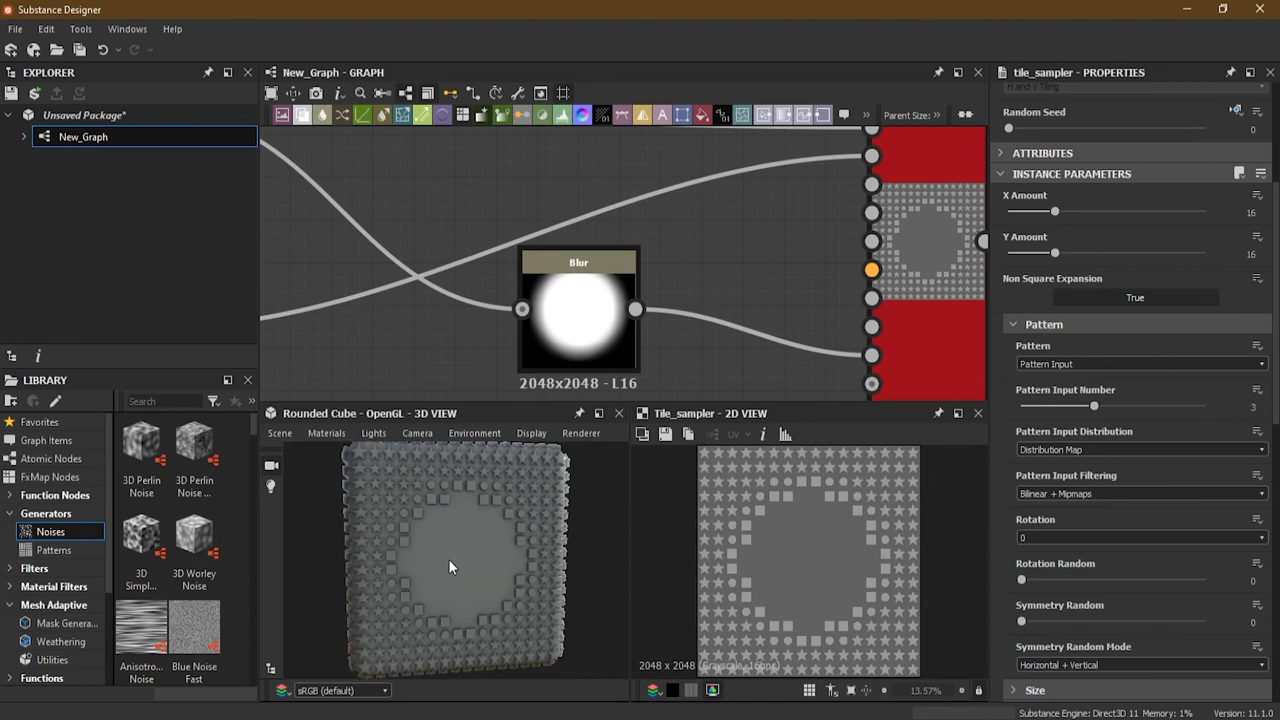 Substance Designer
File Edit Tools Windows Help
EXPLORER
Unsaved Package*
New_Graph
LIBRARY
Search
Favorites
Graph Items
Atomic Nodes
FxMap Nodes
Function Nodes
Generators
Noises
Patterns
Filters
Material Filters
Mesh Adaptive
Mask Genera...
Weathering
Utilities
Functions
3D Perlin Noise
3D Perlin Noise ...
3D Simpl...
3D Worley Noise
Anisotro... Noise
Blue Noise Fast
New_Graph - GRAPH
Parent Size:
Blur
2048x2048 - L16
Rounded Cube - OpenGL - 3D VIEW
Scene Materials Lights Camera Environment Display Renderer
sRGB (default)
Tile_sampler - 2D VIEW
UV
2048 x 2048 (Grayscale, 16bpc)
13.57%
tile_sampler - PROPERTIES
H and V Tiling
Random Seed
0
ATTRIBUTES
INSTANCE PARAMETERS
X Amount
16
Y Amount
16
Non Square Expansion
True
Pattern
Pattern
Pattern Input
Pattern Input Number
3
Pattern Input Distribution
Distribution Map
Pattern Input Filtering
Bilinear + Mipmaps
Rotation
0
Rotation Random
0
Symmetry Random
0
Symmetry Random Mode
Horizontal + Vertical
Size
Substance Engine: Direct3D 11 Memory: 1% Version: 11.1.0